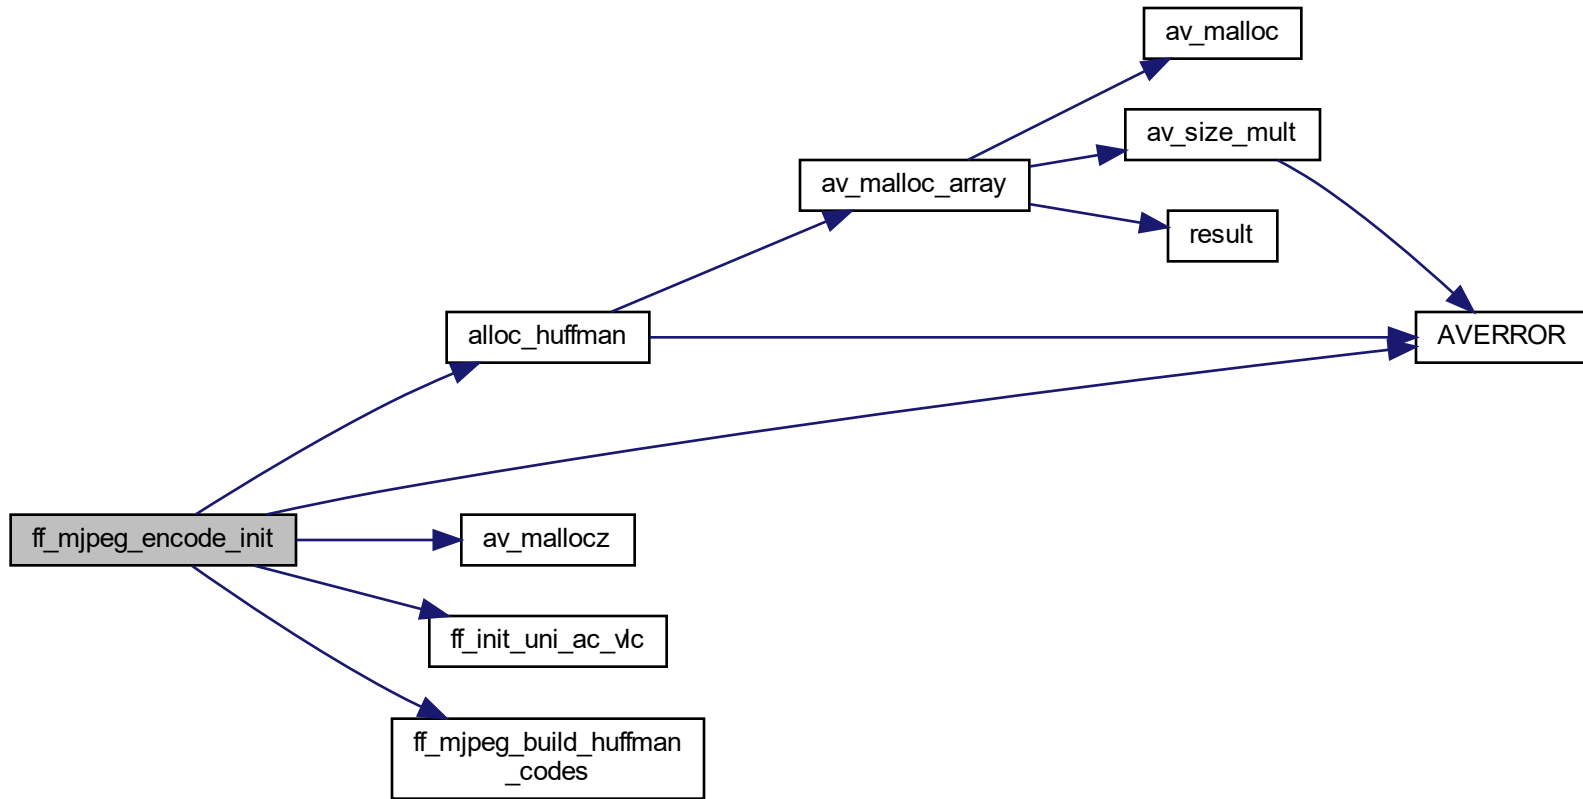 av_malloc
av_size_mult
av_malloc_array
result
alloc_huffman
AVERROR
ff_mjpeg_encode_init
av_mallocz
ff_init_uni_ac_vlc
ff_mjpeg_build_huffman
_codes